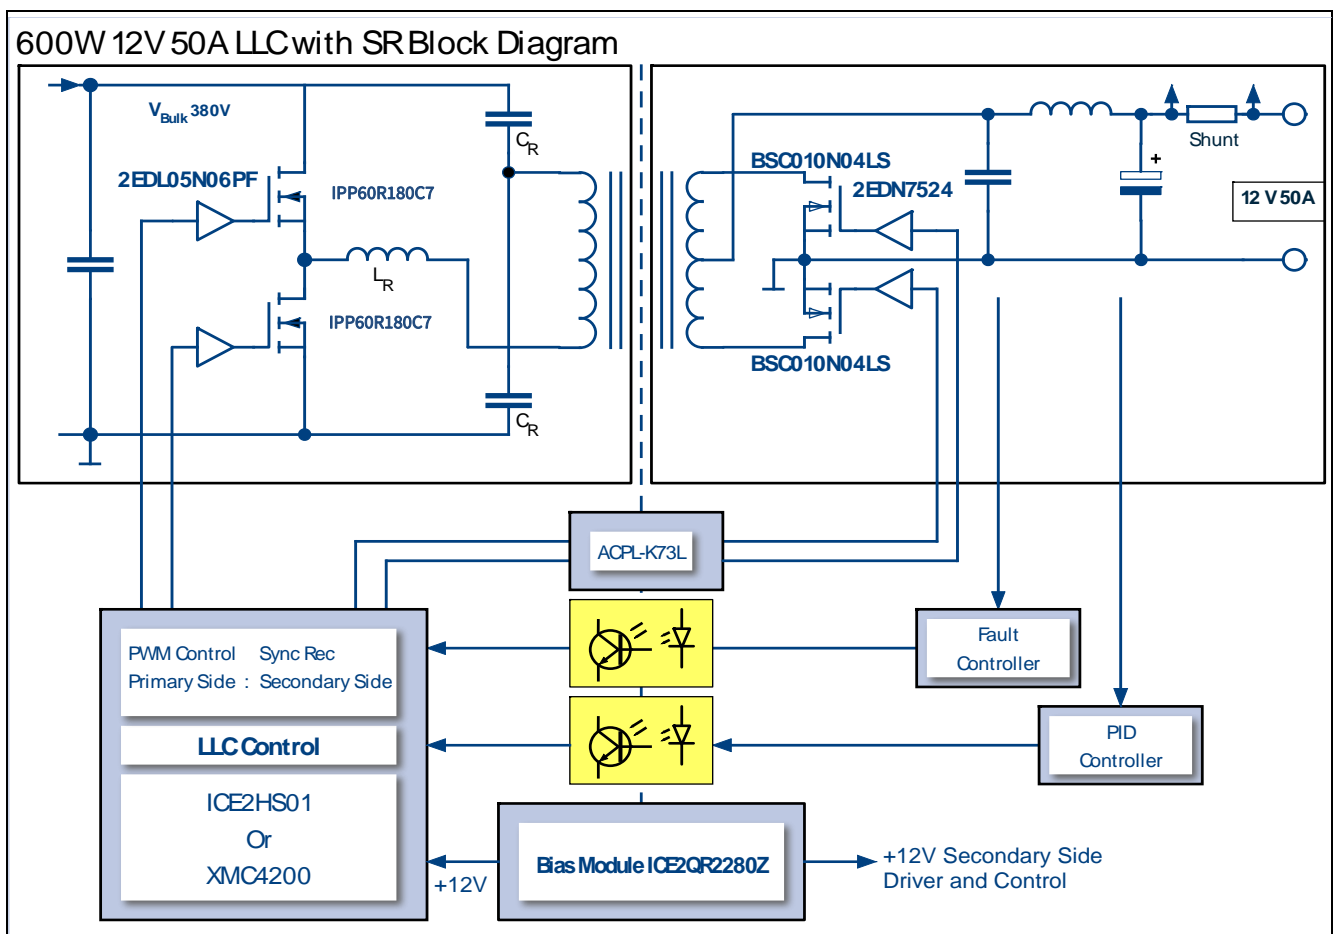 600W 12V 50A LLC with SR Block Diagram
VBulk 380V
CR
2EDL05N06PF
IPP60R180C7
LR
IPP60R180C7
CR
BSC010N04LS
2EDN7524
BSC010N04LS
Shunt
+
12 V 50A
ACPL-K73L
PWM Control Sync Rec
Primary Side : Secondary Side
LLC Control
ICE2HS01
Or
XMC4200
Fault
Controller
PID
Controller
+12V
Bias Module ICE2QR2280Z
+12V Secondary Side
Driver and Control